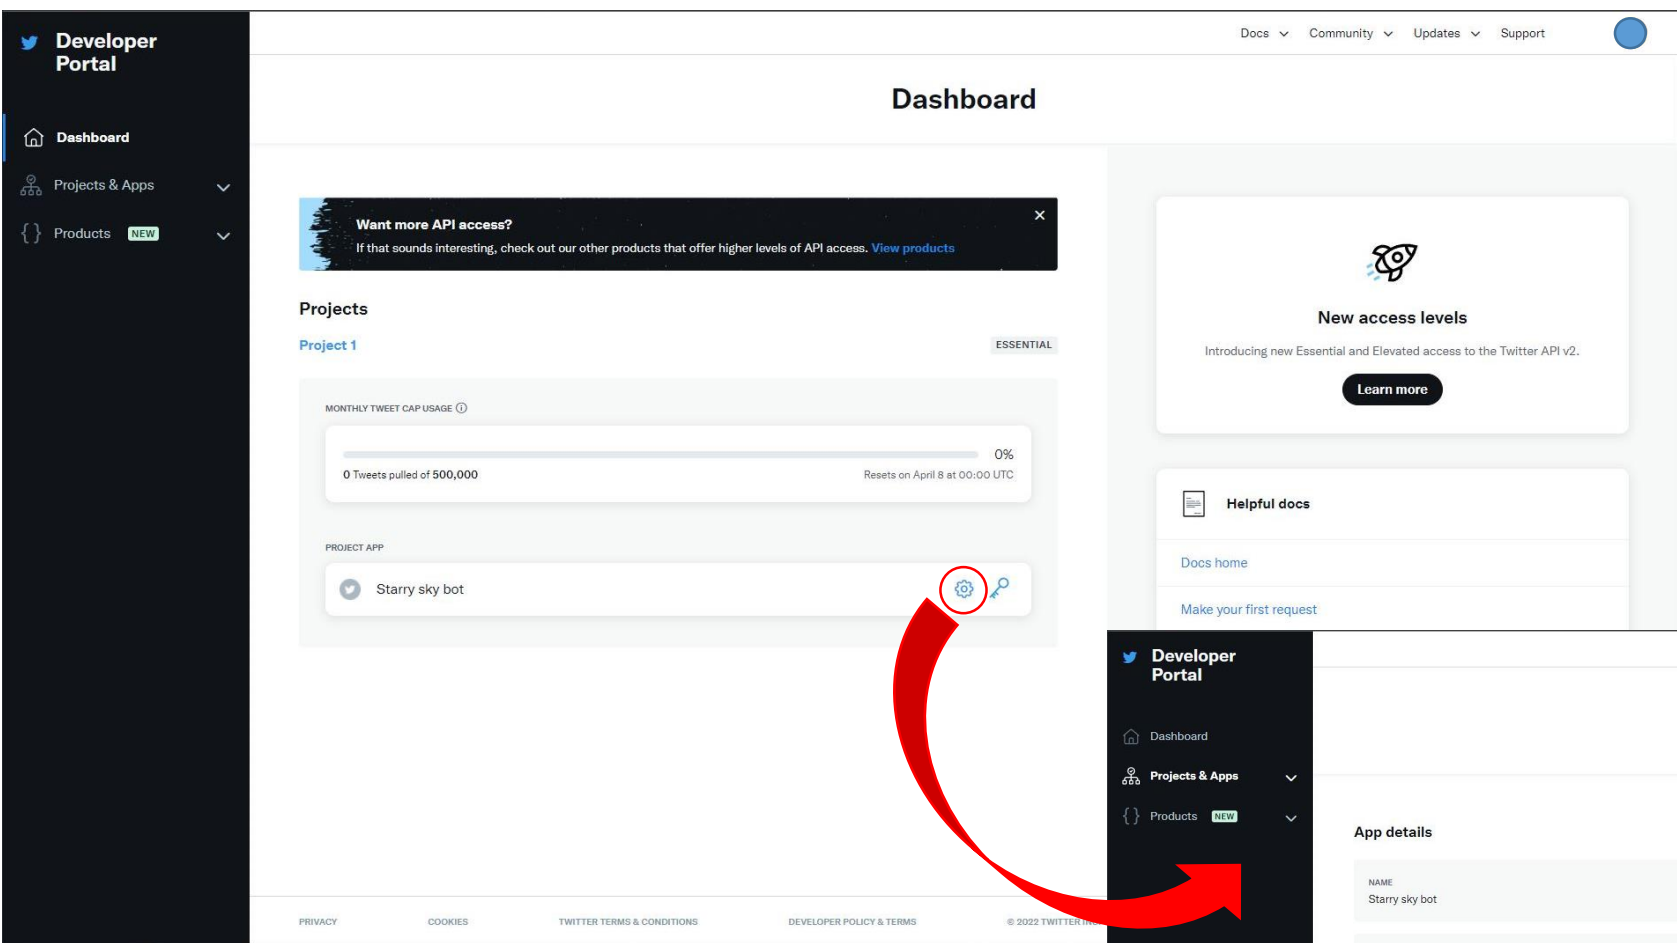 Developer
Portal
Docs Community Updates Support
Dashboard
Dashboard
Projects & Apps
Products NEW
Want more API access?
If that sounds interesting, check out our other products that offer higher levels of API access. View products
Projects
Project 1 ESSENTIAL
MONTHLY TWEET CAP USAGE
0%
0 Tweets pulled of 500,000 Resets on April 8 at 00:00 UTC
PROJECT APP
Starry sky bot
New access levels
Introducing new Essential and Elevated access to the Twitter API v2.
Learn more
Helpful docs
Docs home
Make your first request
Developer
Portal
Dashboard
Projects & Apps
Products NEW
App details
NAME
Starry sky bot
PRIVACY COOKIES TWITTER TERMS & CONDITIONS DEVELOPER POLICY & TERMS © 2022 TWITTER